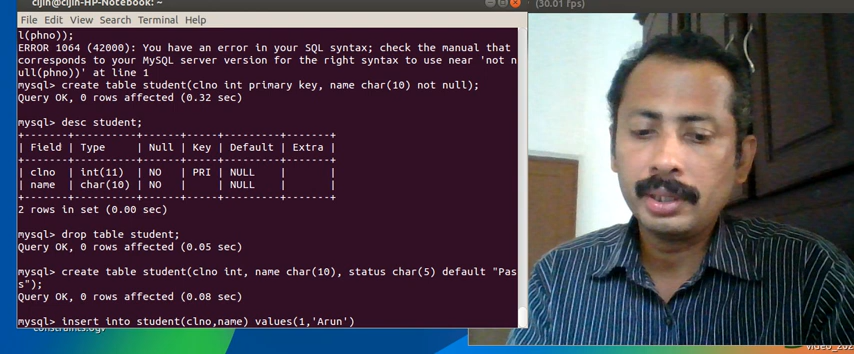 cijin@cijin-HP-Notebook: ~
(30.01 fps)
File Edit View Search Terminal Help
l(phno));
ERROR 1064 (42000): You have an error in your SQL syntax; check the manual that
corresponds to your MySQL server version for the right syntax to use near 'not n
ull(phno))' at line 1
mysql> create table student(clno int primary key, name char(10) not null);
Query OK, 0 rows affected (0.32 sec)
mysql> desc student;
+-------+----------+------+-----+---------+-------+
| Field | Type     | Null | Key | Default | Extra |
+-------+----------+------+-----+---------+-------+
| clno  | int(11)  | NO   | PRI | NULL    |       |
| name  | char(10) | NO   |     | NULL    |       |
+-------+----------+------+-----+---------+-------+
2 rows in set (0.00 sec)
mysql> drop table student;
Query OK, 0 rows affected (0.05 sec)
mysql> create table student(clno int, name char(10), status char(5) default "Pas
s");
Query OK, 0 rows affected (0.08 sec)
mysql> insert into student(clno,name) values(1,'Arun')
constraints.ogv